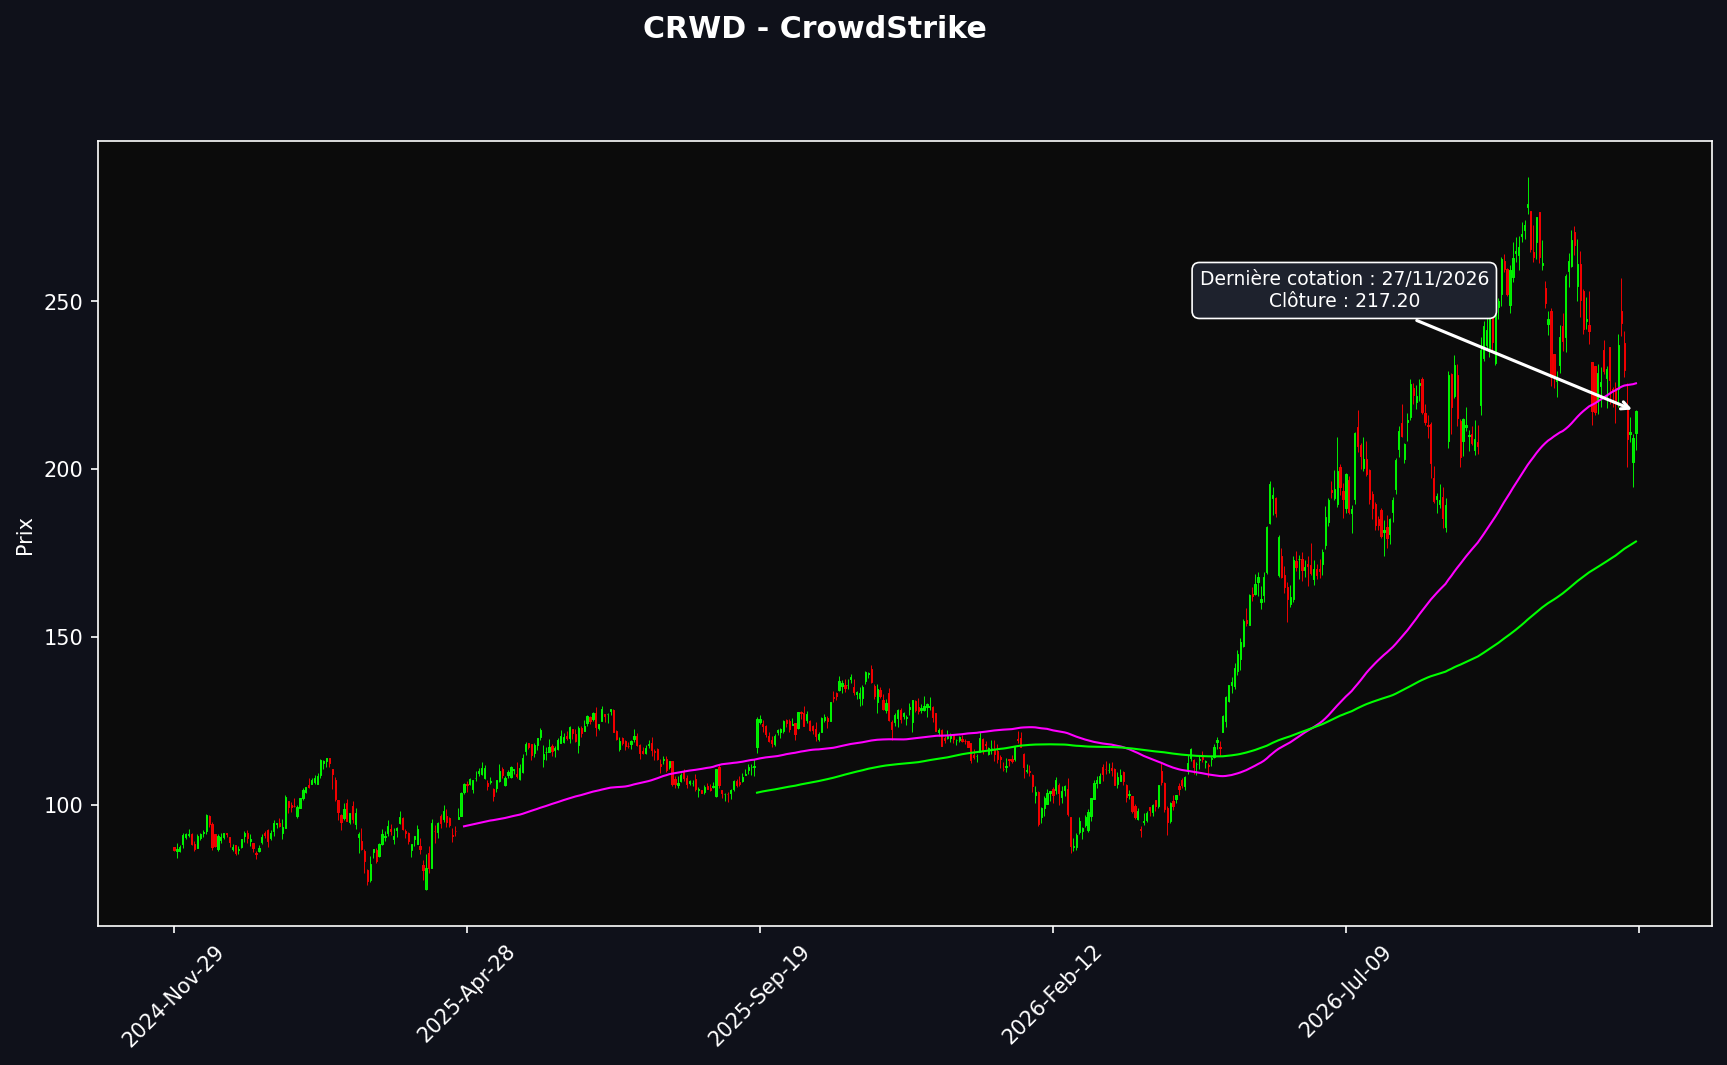 CRWD - CrowdStrike
Dernière cotation : 27/11/2026
Clôture : 217.20
Prix
250
200
150
100
2024-Nov-29
2025-Apr-28
2025-Sep-19
2026-Feb-12
2026-Jul-09